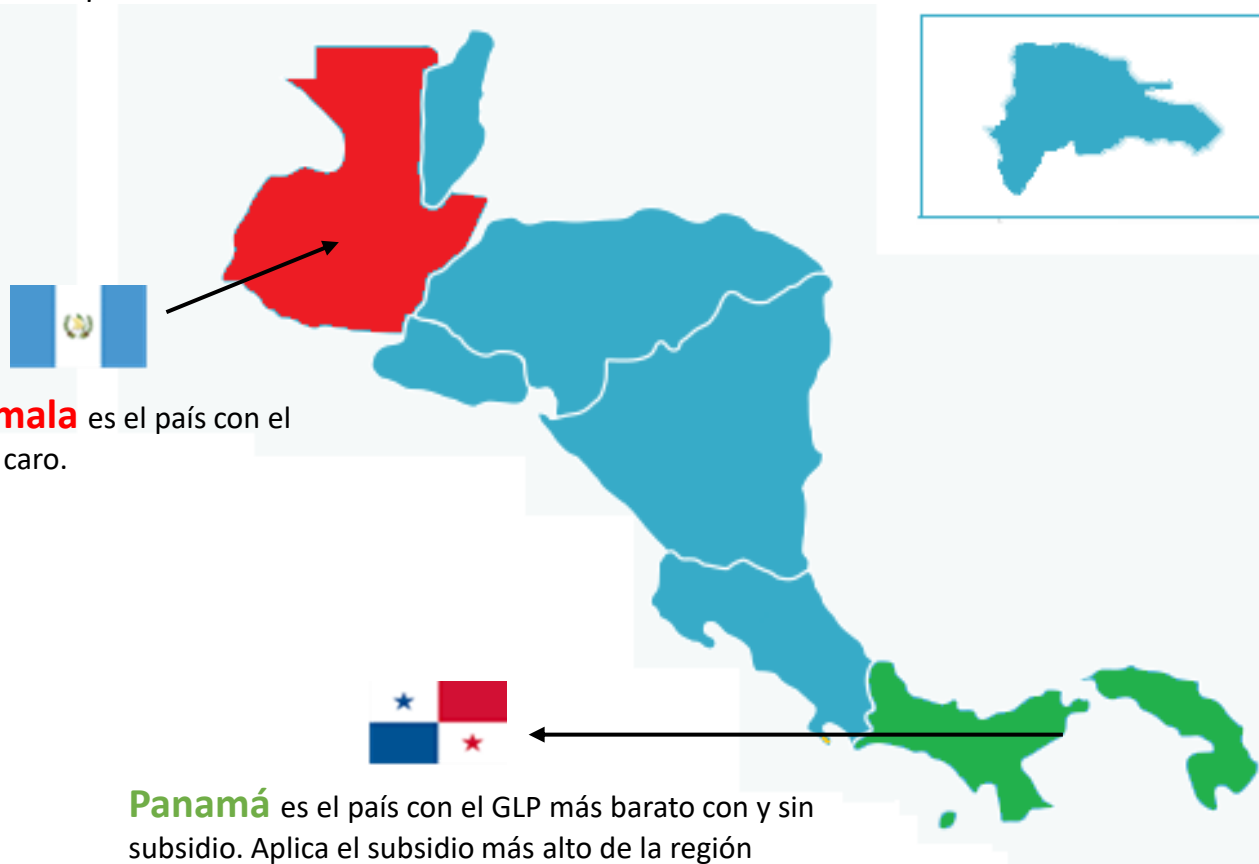 mala es el país con el
caro.
Panamá es el país con el GLP más barato con y sin
subsidio. Aplica el subsidio más alto de la región